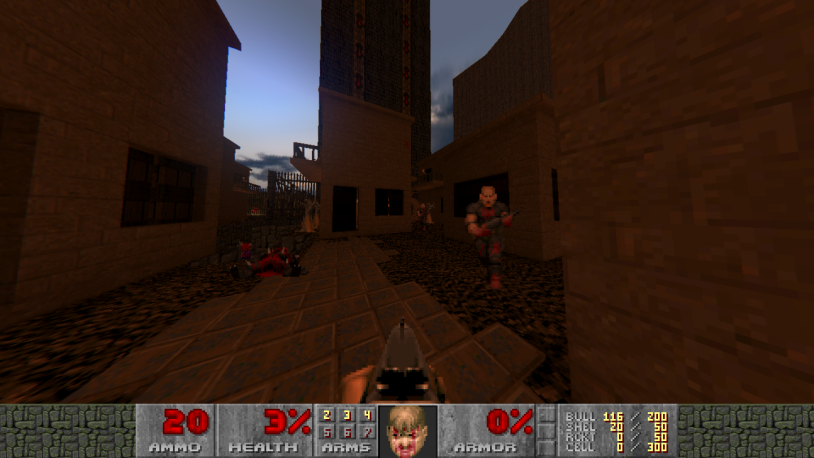 20 3% 2 3 4 0% BULL 116 / 200
5 6 7 SHEL 20 / 50
RCKT 0 / 50
AMMO HEALTH ARMS ARMOR CELL 0 / 300